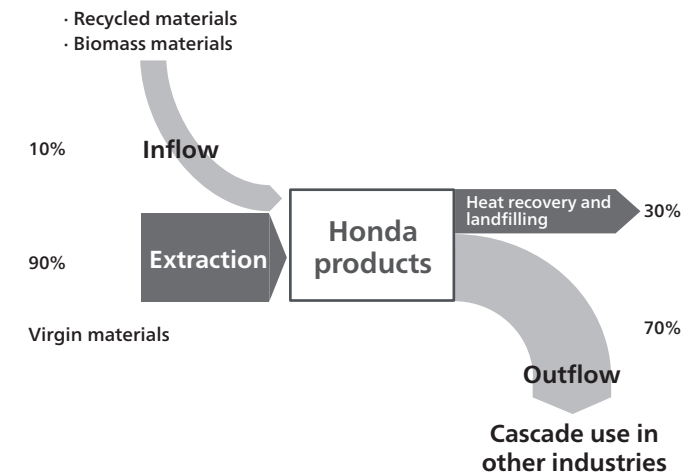 · Recycled materials
· Biomass materials
10%
Inflow
90%
Extraction
Virgin materials
Honda
products
Heat recovery and
landfilling
30%
70%
Outflow
Cascade use in
other industries